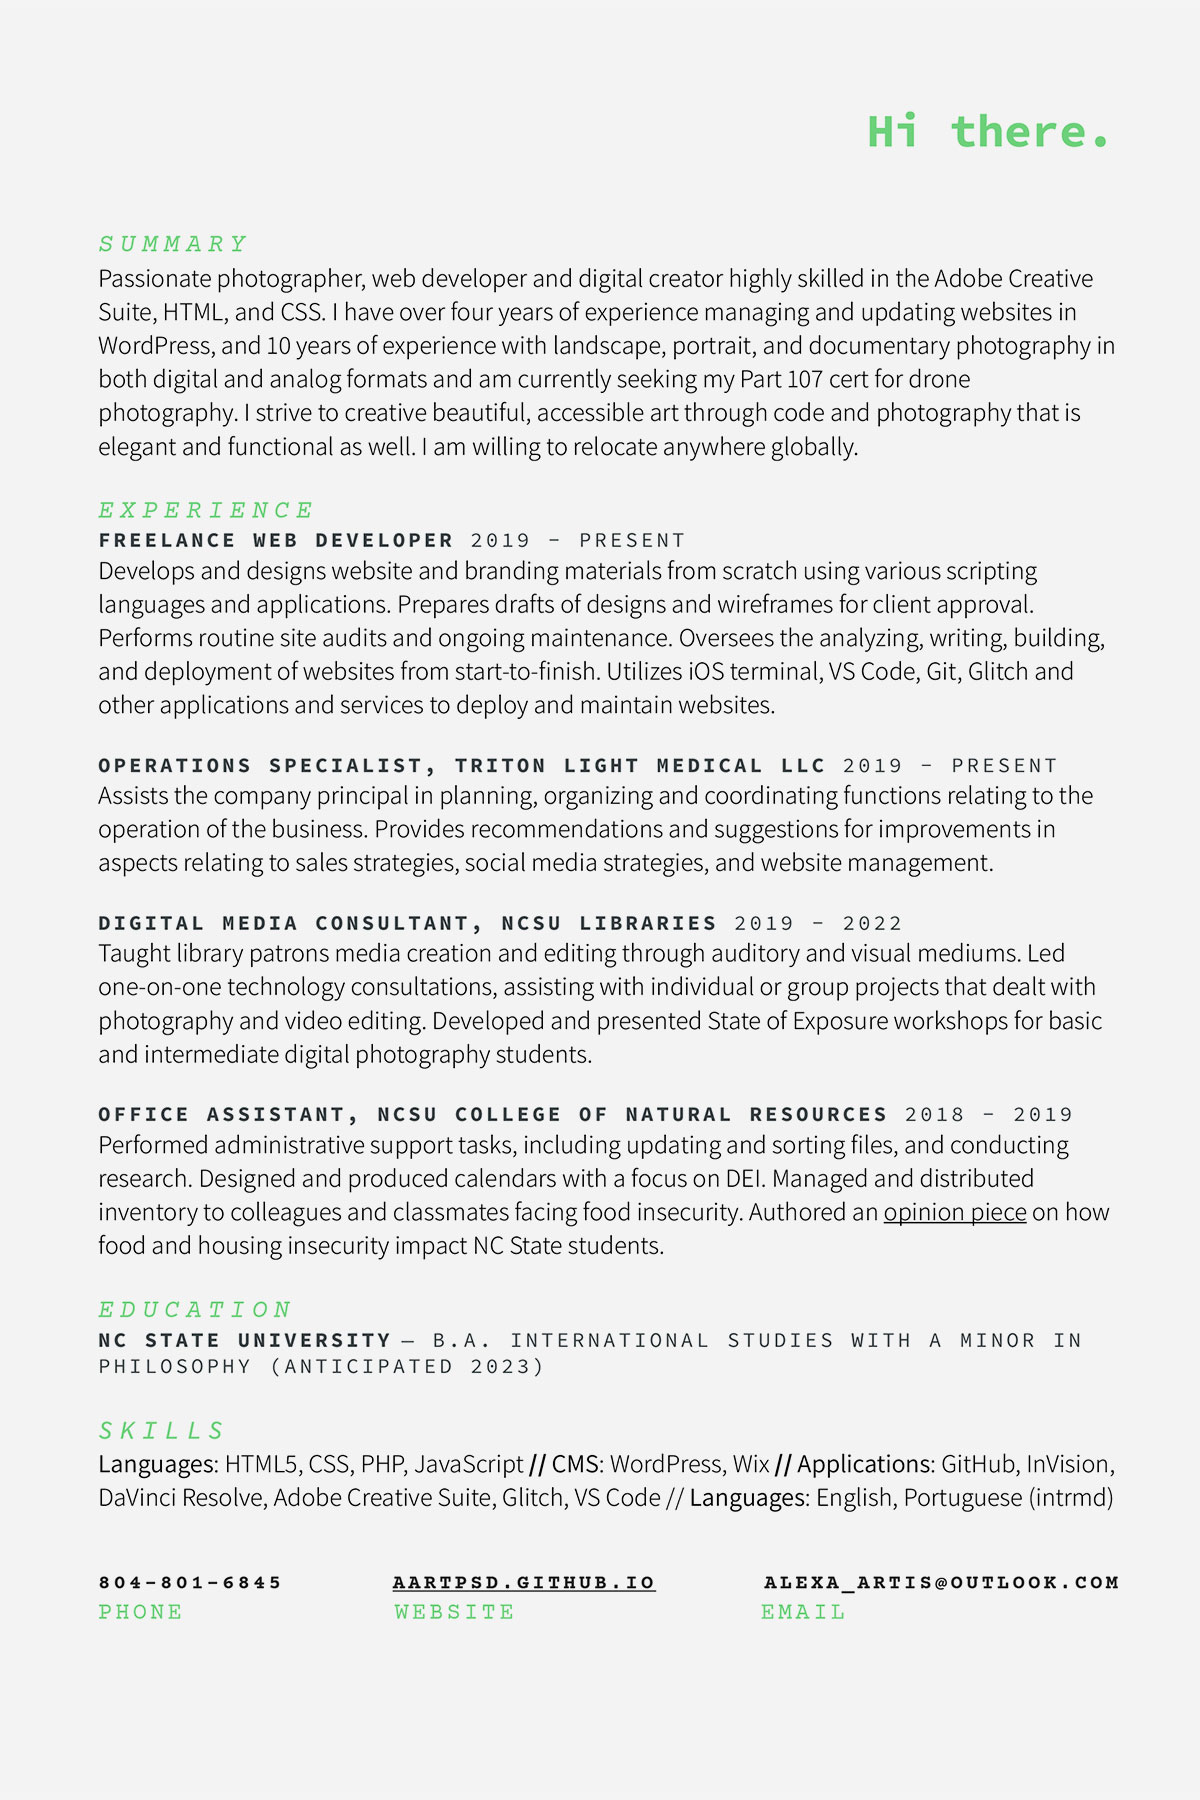 Hi there.
SUMMARY
Passionate photographer, web developer and digital creator highly skilled in the Adobe Creative
Suite, HTML, and CSS. I have over four years of experience managing and updating websites in
WordPress, and 10 years of experience with landscape, portrait, and documentary photography in
both digital and analog formats and am currently seeking my Part 107 cert for drone
photography. I strive to creative beautiful, accessible art through code and photography that is
elegant and functional as well. I am willing to relocate anywhere globally.
EXPERIENCE
FREELANCE WEB DEVELOPER 2019 – PRESENT
Develops and designs website and branding materials from scratch using various scripting
languages and applications. Prepares drafts of designs and wireframes for client approval.
Performs routine site audits and ongoing maintenance. Oversees the analyzing, writing, building,
and deployment of websites from start-to-finish. Utilizes iOS terminal, VS Code, Git, Glitch and
other applications and services to deploy and maintain websites.
OPERATIONS SPECIALIST, TRITON LIGHT MEDICAL LLC 2019 – PRESENT
Assists the company principal in planning, organizing and coordinating functions relating to the
operation of the business. Provides recommendations and suggestions for improvements in
aspects relating to sales strategies, social media strategies, and website management.
DIGITAL MEDIA CONSULTANT, NCSU LIBRARIES 2019 – 2022
Taught library patrons media creation and editing through auditory and visual mediums. Led
one-on-one technology consultations, assisting with individual or group projects that dealt with
photography and video editing. Developed and presented State of Exposure workshops for basic
and intermediate digital photography students.
OFFICE ASSISTANT, NCSU COLLEGE OF NATURAL RESOURCES 2018 – 2019
Performed administrative support tasks, including updating and sorting files, and conducting
research. Designed and produced calendars with a focus on DEI. Managed and distributed
inventory to colleagues and classmates facing food insecurity. Authored an opinion piece on how
food and housing insecurity impact NC State students.
EDUCATION
NC STATE UNIVERSITY — B.A. INTERNATIONAL STUDIES WITH A MINOR IN
PHILOSOPHY (ANTICIPATED 2023)
SKILLS
Languages: HTML5, CSS, PHP, JavaScript // CMS: WordPress, Wix // Applications: GitHub, InVision,
DaVinci Resolve, Adobe Creative Suite, Glitch, VS Code // Languages: English, Portuguese (intrmd)
804-801-6845 AARTPSD.GITHUB.IO ALEXA_ARTIS@OUTLOOK.COM
PHONE WEBSITE EMAIL